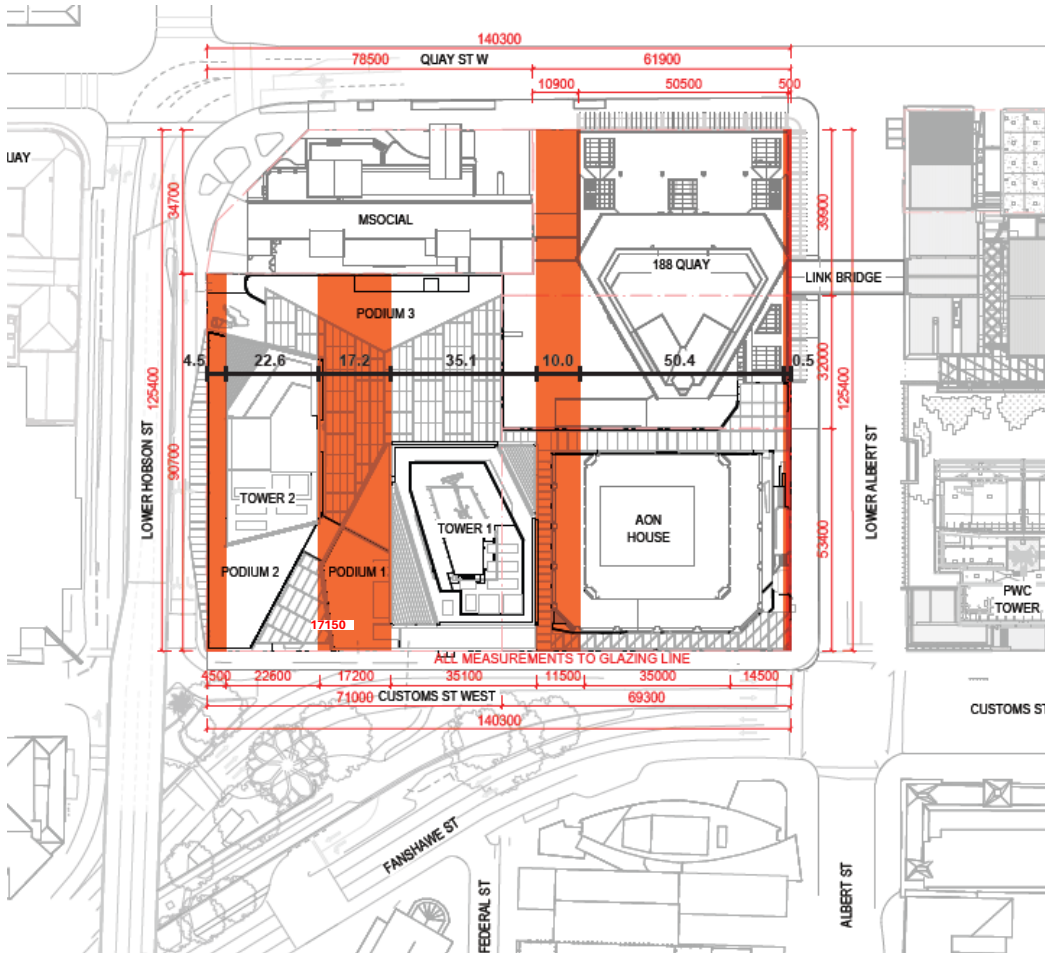 140300
78500
QUAY ST W
61900
10900
50500
500
UAY
34700
MSOCIAL
39900
188 QUAY
LINK BRIDGE
PODIUM 3
4.5
22.6
17.2
35.1
10.0
50.4
0.5
32000
125400
125400
LOWER HOBSON ST
90700
LOWER ALBERT ST
TOWER 2
TOWER 1
AON
HOUSE
53400
PODIUM 2
PODIUM 1
PWC
TOWER
17150
ALL MEASUREMENTS TO GLAZING LINE
4500
22600
17200
35100
11500
35000
14500
71000
CUSTOMS ST WEST
69300
CUSTOMS ST
140300
FANSHAWE ST
FEDERAL ST
ALBERT ST